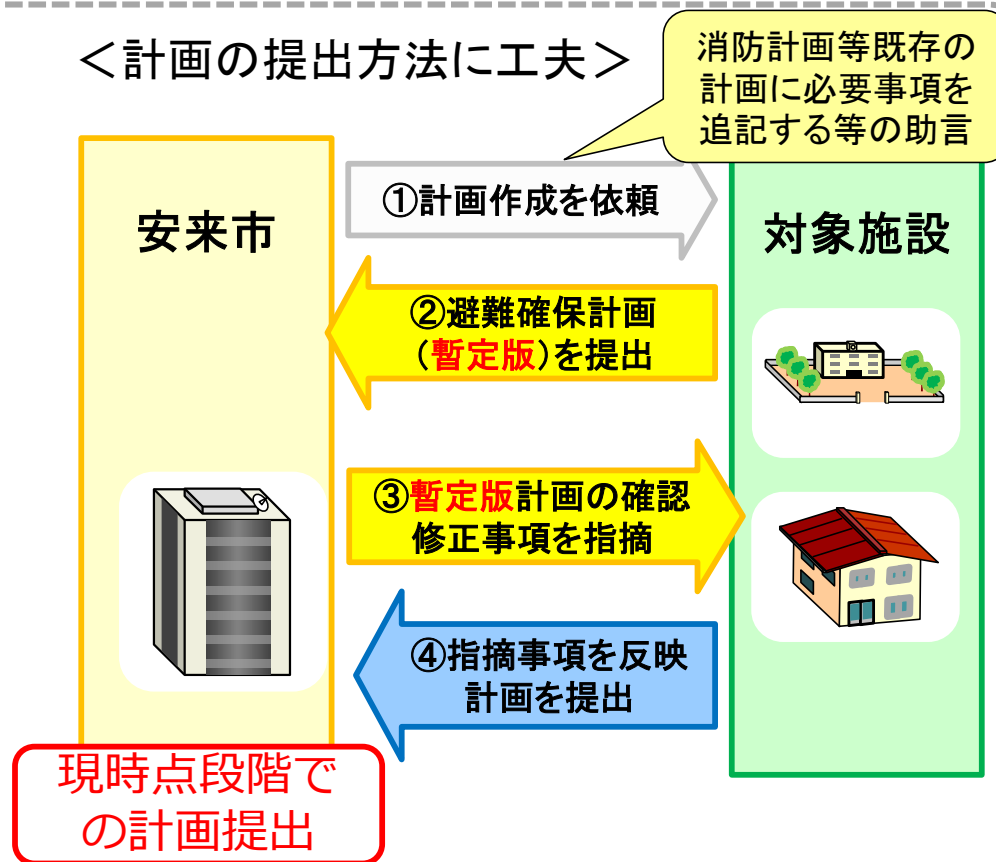 ＜計画の提出方法に工夫＞
消防計画等既存の
計画に必要事項を
追記する等の助言
安来市
対象施設
①計画作成を依頼
②避難確保計画
（暫定版）を提出
③暫定版計画の確認
修正事項を指摘
④指摘事項を反映
計画を提出
現時点段階で
の計画提出